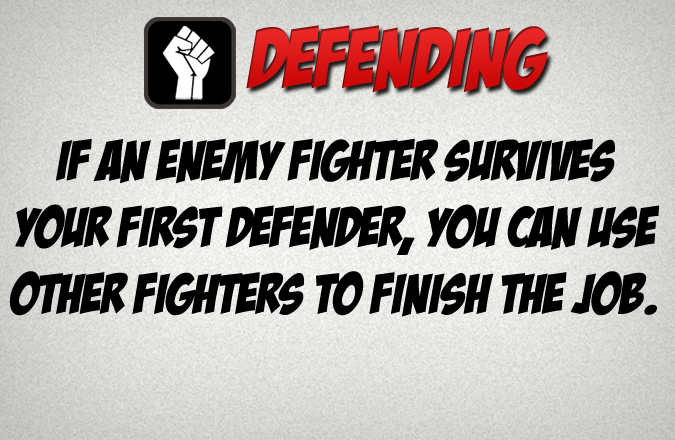 DEFENDING
IF AN ENEMY FIGHTER SURVIVES
YOUR FIRST DEFENDER, YOU CAN USE
OTHER FIGHTERS TO FINISH THE JOB.